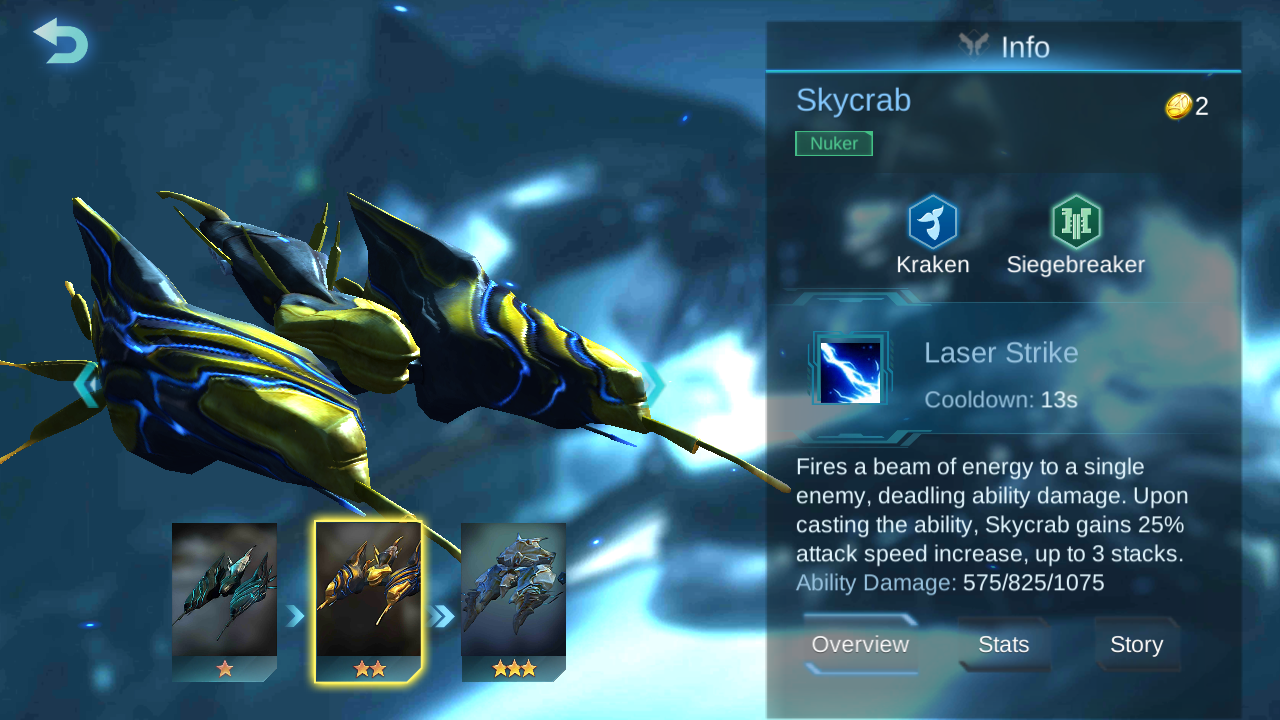 Info
Skycrab
2
Nuker
Kraken
Siegebreaker
Laser Strike
Cooldown: 13s
Fires a beam of energy to a single
enemy, deadling ability damage. Upon
casting the ability, Skycrab gains 25%
attack speed increase, up to 3 stacks.
Ability Damage: 575/825/1075
Overview
Stats
Story